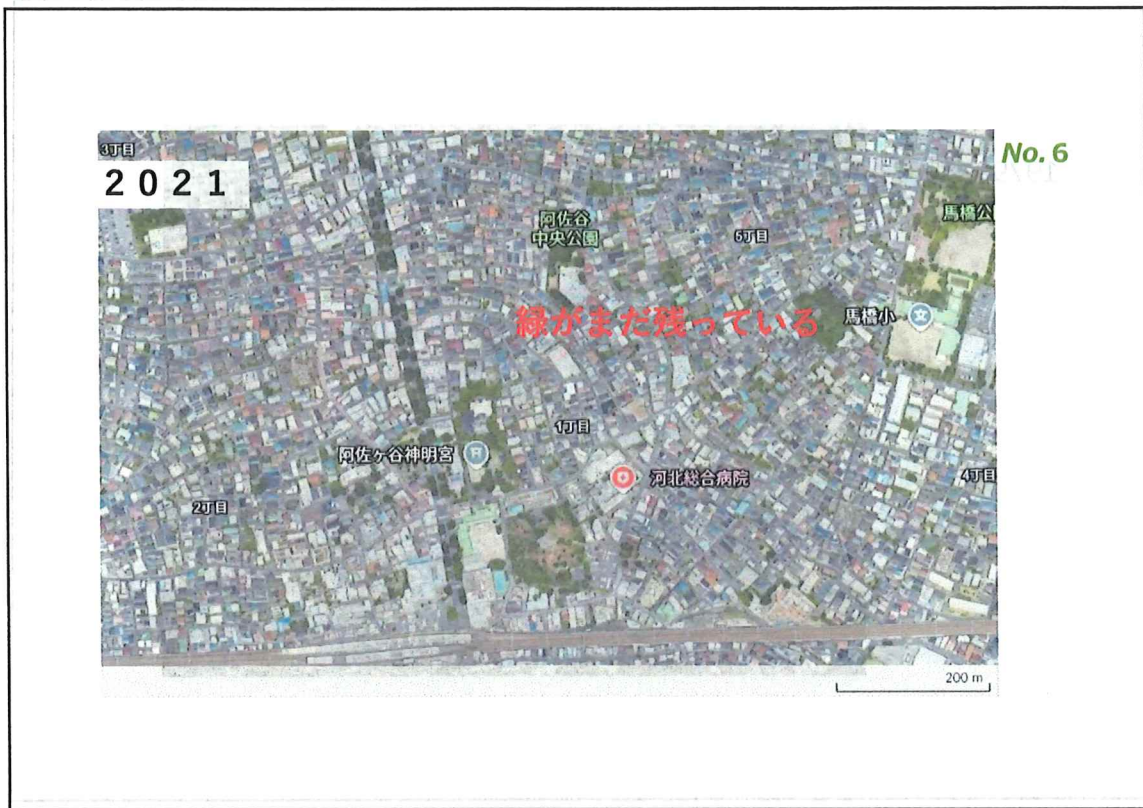 3丁目
2021
No. 6
阿佐谷
中央公園
5丁目
馬橋公
緑がまだ残っている
馬橋小
1丁目
阿佐ヶ谷神明宮
河北総合病院
4丁目
2丁目
200 m